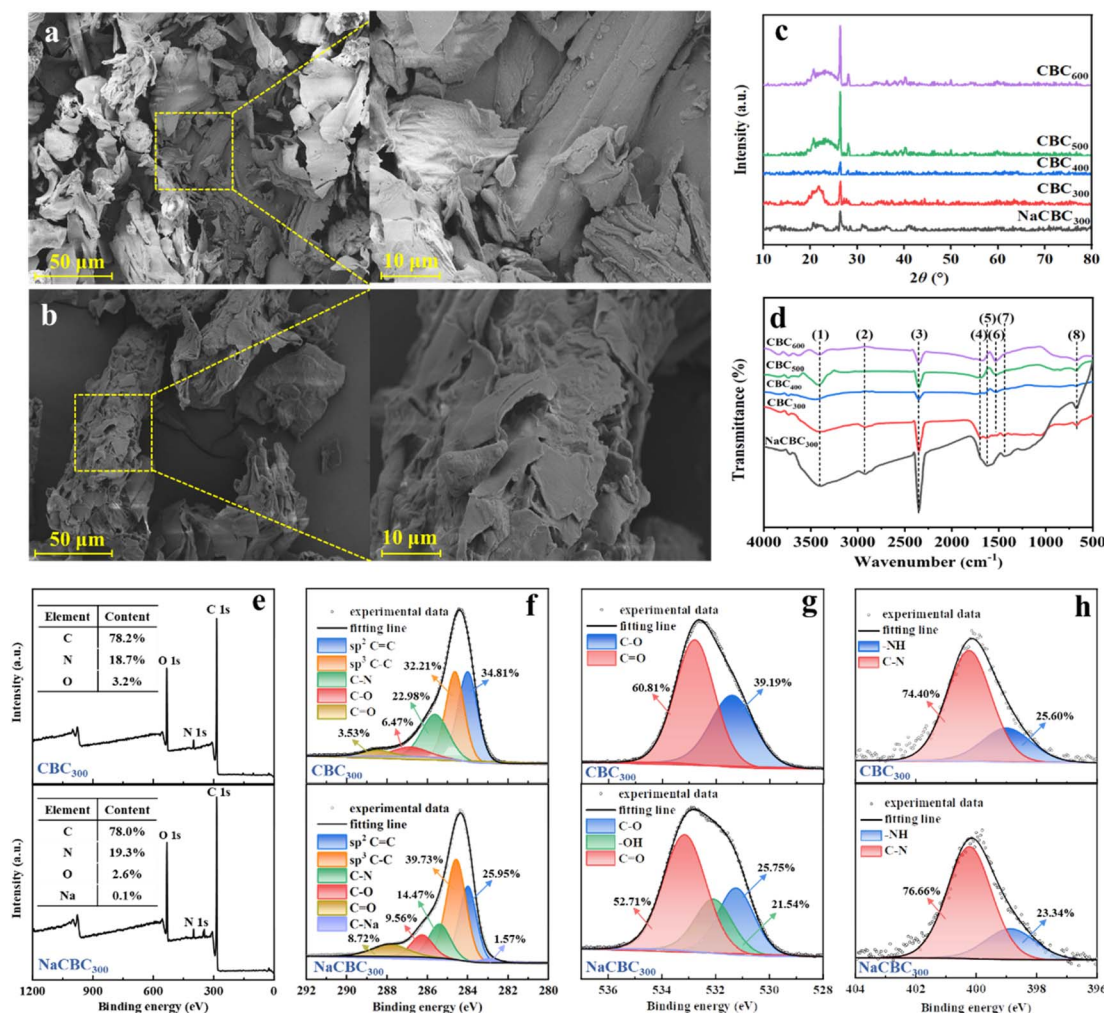 a
50 μm
10 μm
b
50 μm
10 μm
c
Intensity (a.u.)
CBC600
CBC500
CBC400
CBC300
NaCBC300
10 20 30 40 50 60 70 80
2θ (°)
d
(1) (2) (3) (4) (5) (6) (7) (8)
Transmittance (%)
CBC600
CBC500
CBC400
CBC300
NaCBC300
4000 3500 3000 2500 2000 1500 1000 500
Wavenumber (cm-1)
e
Intensity (a.u.)
Element Content
C 78.2%
N 18.7%
O 3.2%
C 1s
O 1s
N 1s
CBC300
Intensity (a.u.)
Element Content
C 78.0%
N 19.3%
O 2.6%
Na 0.1%
C 1s
O 1s
N 1s
NaCBC300
1200 900 600 300 0
Binding energy (eV)
f
Intensity (a.u.)
experimental data
fitting line
sp2 C=C
sp3 C-C
C-N
C-O
C=O
32.21%
34.81%
22.98%
6.47%
3.53%
CBC300
Intensity (a.u.)
experimental data
fitting line
sp2 C=C
sp3 C-C
C-N
C-O
C=O
C-Na
39.73%
25.95%
14.47%
9.56%
8.72%
1.57%
NaCBC300
292 290 288 286 284 282 280
Binding energy (eV)
g
Intensity (a.u.)
experimental data
fitting line
C-O
C=O
60.81%
39.19%
CBC300
Intensity (a.u.)
experimental data
fitting line
C-O
-OH
C=O
52.71%
25.75%
21.54%
NaCBC300
536 534 532 530 528
Binding energy (eV)
h
Intensity (a.u.)
experimental data
fitting line
-NH
C-N
74.40%
25.60%
CBC300
Intensity (a.u.)
experimental data
fitting line
-NH
C-N
76.66%
23.34%
NaCBC300
404 402 400 398 396
Binding energy (eV)